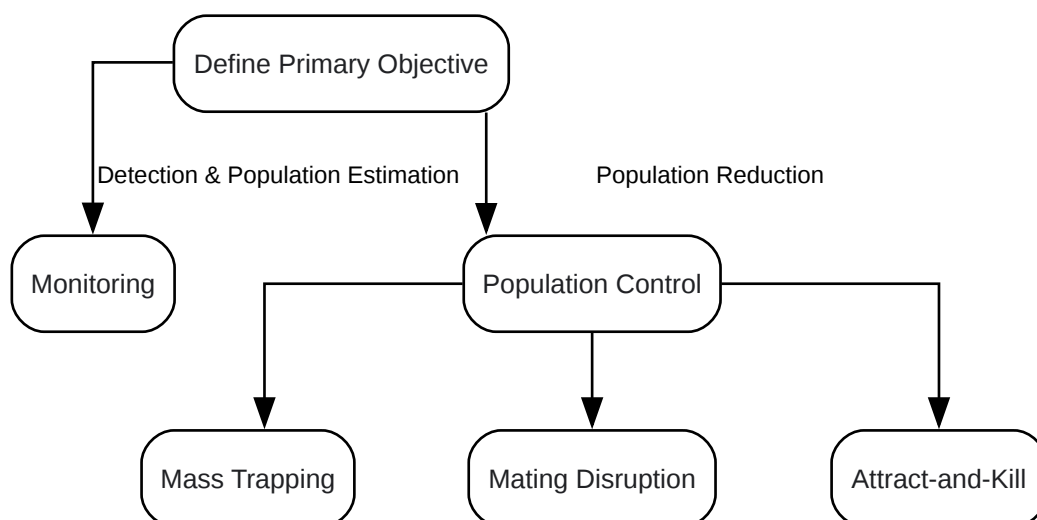 Define Primary Objective
Detection & Population Estimation
Population Reduction
Monitoring
Population Control
Mass Trapping
Mating Disruption
Attract-and-Kill